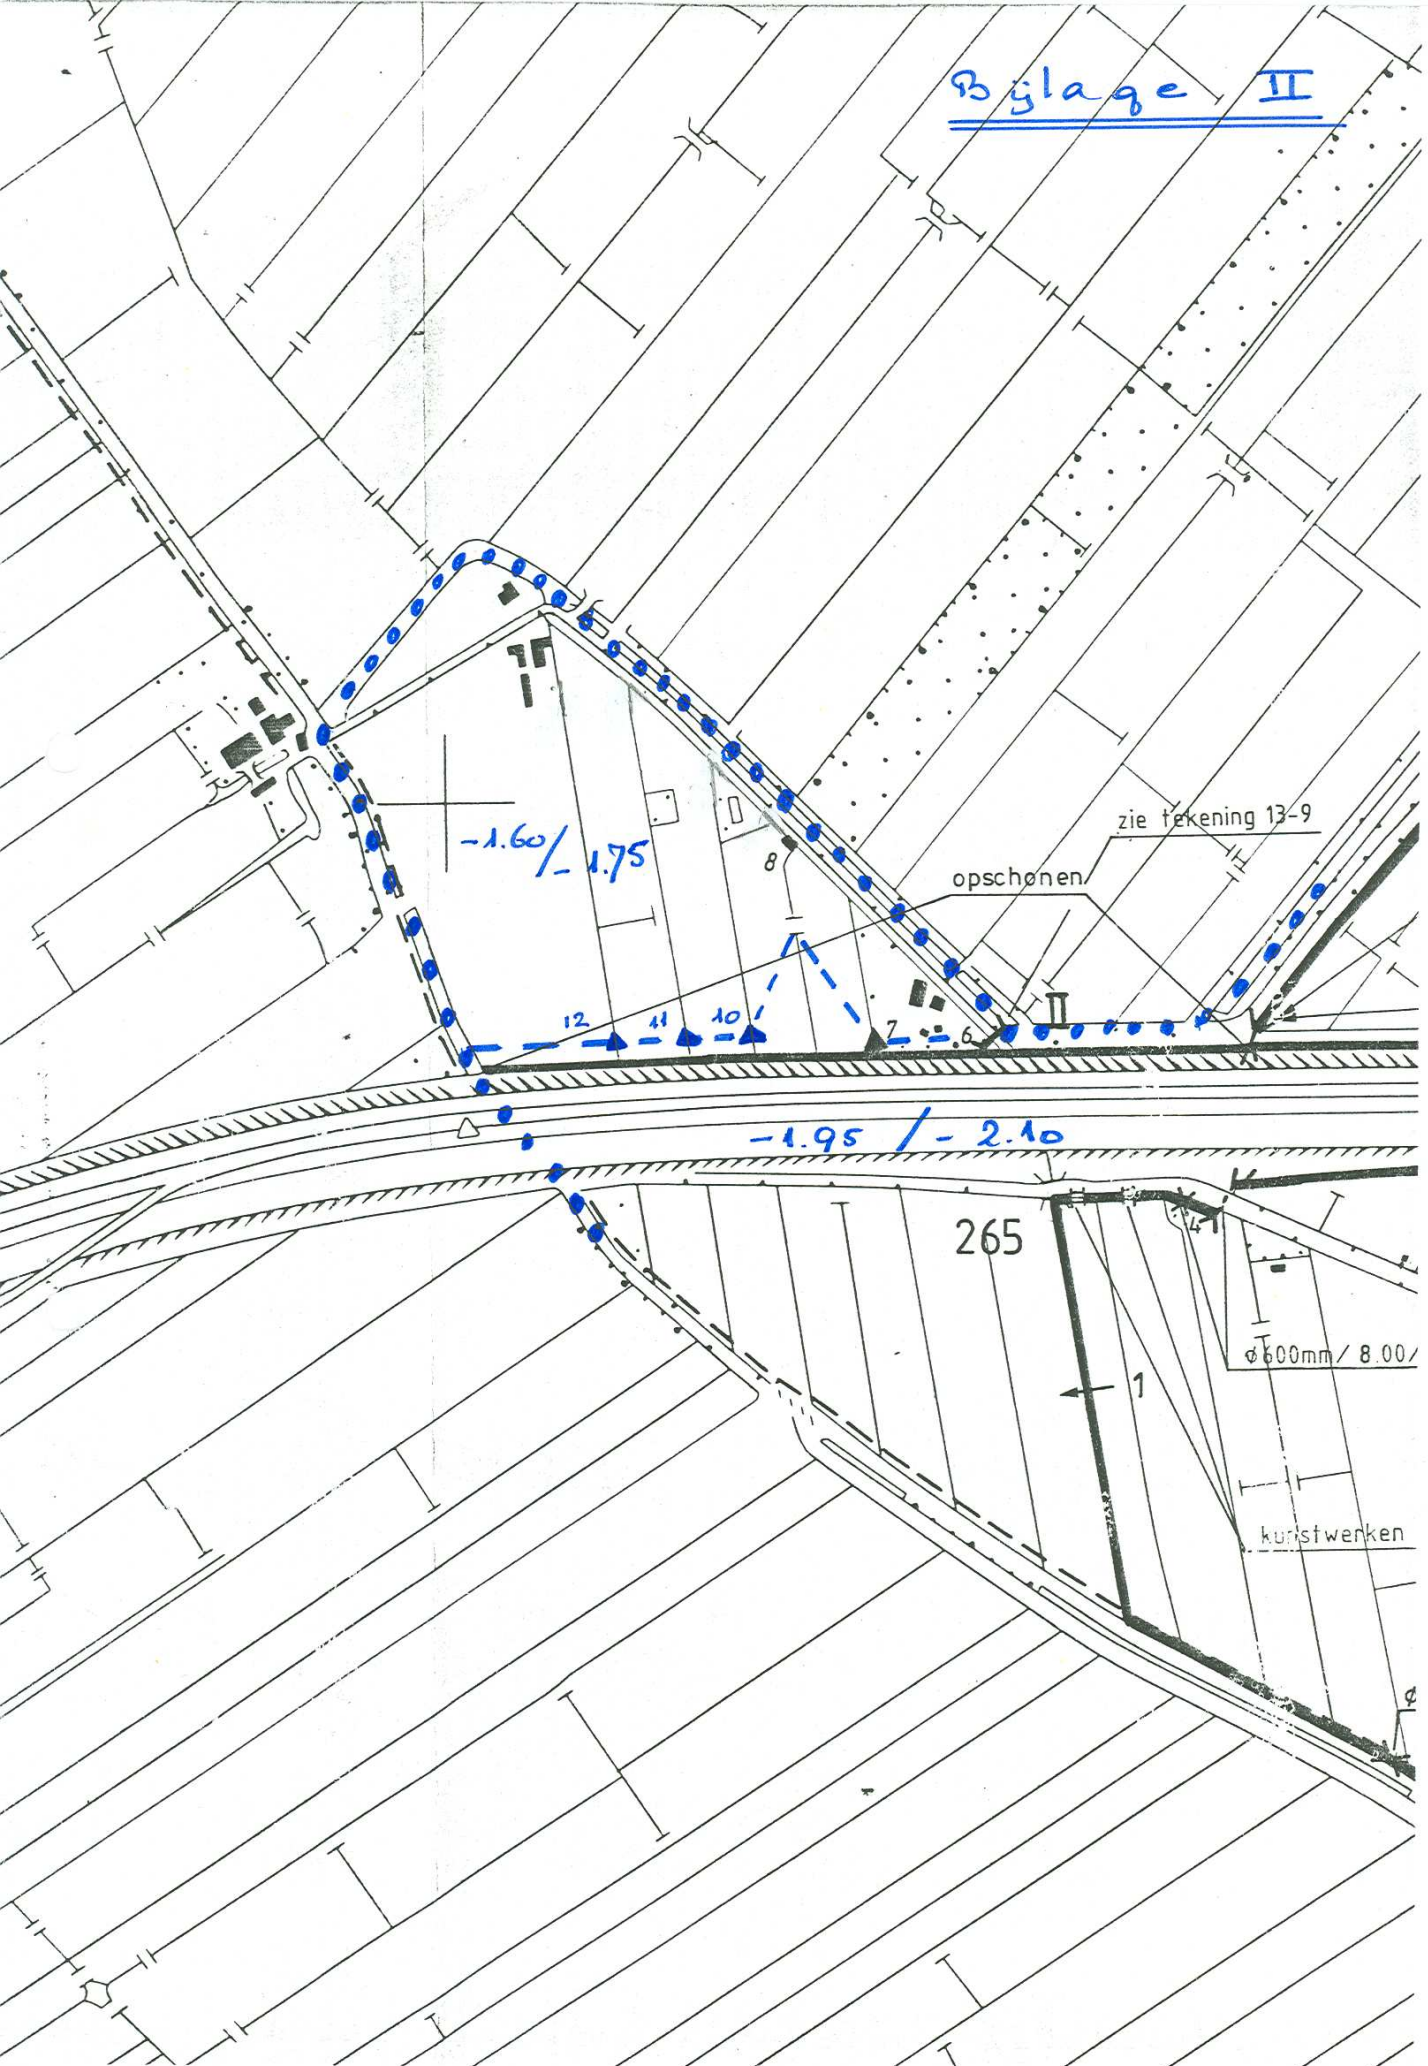 Bijlage II
zie tekening 13-9
-1.60/-1.75
8
opschonen
12
11
10
7
6
II
-1.95 / -2.10
265
4
ø600mm/ 8.00/
1
kunstwerken
ø